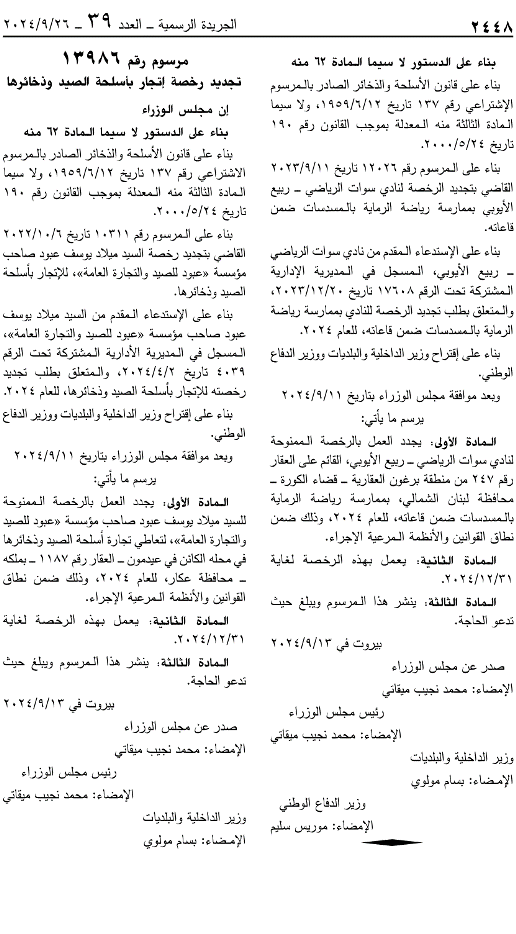 ٢٤٤٨
الجريدة الرسمية ــ العدد ٣٩ ــ ٢٠٢٤/٩/٢٦
بناء على الدستور لا سيما المادة ٦٢ منه
بناء على قانون الأسلحة والذخائر الصادر بالمرسوم
الإشتراعي رقم ١٣٧ تاريخ ١٩٥٩/٦/١٢، ولا سيما
المادة الثالثة منه المعدلة بموجب القانون رقم ١٩٠
تاريخ ٢٠٠٠/٥/٢٤.
بناء على المرسوم رقم ١٢٠٢٦ تاريخ ٢٠٢٣/٩/١١
القاضي بتجديد الرخصة لنادي سوات الرياضي ــ ربيع
الأيوبي بممارسة رياضة الرماية بالمسدسات ضمن
قاعاته.
بناء على الإستدعاء المقدم من نادي سوات الرياضي
ــ ربيع الأيوبي، المسجل في المديرية الإدارية
المشتركة تحت الرقم ١٧٦٠٨ تاريخ ٢٠٢٣/١٢/٢٠،
والمتعلق بطلب تجديد الرخصة للنادي بممارسة رياضة
الرماية بالمسدسات ضمن قاعاته، للعام ٢٠٢٤.
بناء على إقتراح وزير الداخلية والبلديات ووزير الدفاع
الوطني.
وبعد موافقة مجلس الوزراء بتاريخ ٢٠٢٤/٩/١١
يرسم ما يأتي:
المادة الأولى: يجدد العمل بالرخصة الممنوحة
لنادي سوات الرياضي ــ ربيع الأيوبي، القائم على العقار
رقم ٢٤٧ من منطقة برغون العقارية ــ قضاء الكورة ــ
محافظة لبنان الشمالي، بممارسة رياضة الرماية
بالمسدسات ضمن قاعاته، للعام ٢٠٢٤، وذلك ضمن
نطاق القوانين والأنظمة المرعية الإجراء.
المادة الثانية: يعمل بهذه الرخصة لغاية
٢٠٢٤/١٢/٣١.
المادة الثالثة: ينشر هذا المرسوم ويبلغ حيث
تدعو الحاجة.
بيروت في ٢٠٢٤/٩/١٣
صدر عن مجلس الوزراء
الإمضاء: محمد نجيب ميقاتي
رئيس مجلس الوزراء
الإمضاء: محمد نجيب ميقاتي
وزير الداخلية والبلديات
الإمضاء: بسام مولوي
وزير الدفاع الوطني
الإمضاء: موريس سليم
مرسوم رقم ١٣٩٨٦
تجديد رخصة إتجار بأسلحة الصيد وذخائرها
إن مجلس الوزراء
بناء على الدستور لا سيما المادة ٦٢ منه
بناء على قانون الأسلحة والذخائر الصادر بالمرسوم
الاشتراعي رقم ١٣٧ تاريخ ١٩٥٩/٦/١٢، ولا سيما
المادة الثالثة منه المعدلة بموجب القانون رقم ١٩٠
تاريخ ٢٠٠٠/٥/٢٤.
بناء على المرسوم رقم ١٠٣١١ تاريخ ٢٠٢٢/١٠/٦
القاضي بتجديد رخصة السيد ميلاد يوسف عبود صاحب
مؤسسة «عبود للصيد والتجارة العامة»، للإتجار بأسلحة
الصيد وذخائرها.
بناء على الإستدعاء المقدم من السيد ميلاد يوسف
عبود صاحب مؤسسة «عبود للصيد والتجارة العامة»،
المسجل في المديرية الأدارية المشتركة تحت الرقم
٤٠٣٩ تاريخ ٢٠٢٤/٤/٢، والمتعلق بطلب تجديد
رخصته للإتجار بأسلحة الصيد وذخائرها، للعام ٢٠٢٤.
بناء على إقتراح وزير الداخلية والبلديات ووزير الدفاع
الوطني.
وبعد موافقة مجلس الوزراء بتاريخ ٢٠٢٤/٩/١١
يرسم ما يأتي:
المادة الأولى: يجدد العمل بالرخصة الممنوحة
للسيد ميلاد يوسف عبود صاحب مؤسسة «عبود للصيد
والتجارة العامة»، لتعاطي تجارة أسلحة الصيد وذخائرها
في محله الكائن في عيدمون ــ العقار رقم ١١٨٧ ــ بملكه
ــ محافظة عكار، للعام ٢٠٢٤، وذلك ضمن نطاق
القوانين والأنظمة المرعية الإجراء.
المادة الثانية: يعمل بهذه الرخصة لغاية
٢٠٢٤/١٢/٣١.
المادة الثالثة: ينشر هذا المرسوم ويبلغ حيث
تدعو الحاجة.
بيروت في ٢٠٢٤/٩/١٣
صدر عن مجلس الوزراء
الإمضاء: محمد نجيب ميقاتي
رئيس مجلس الوزراء
الإمضاء: محمد نجيب ميقاتي
وزير الداخلية والبلديات
الإمضاء: بسام مولوي